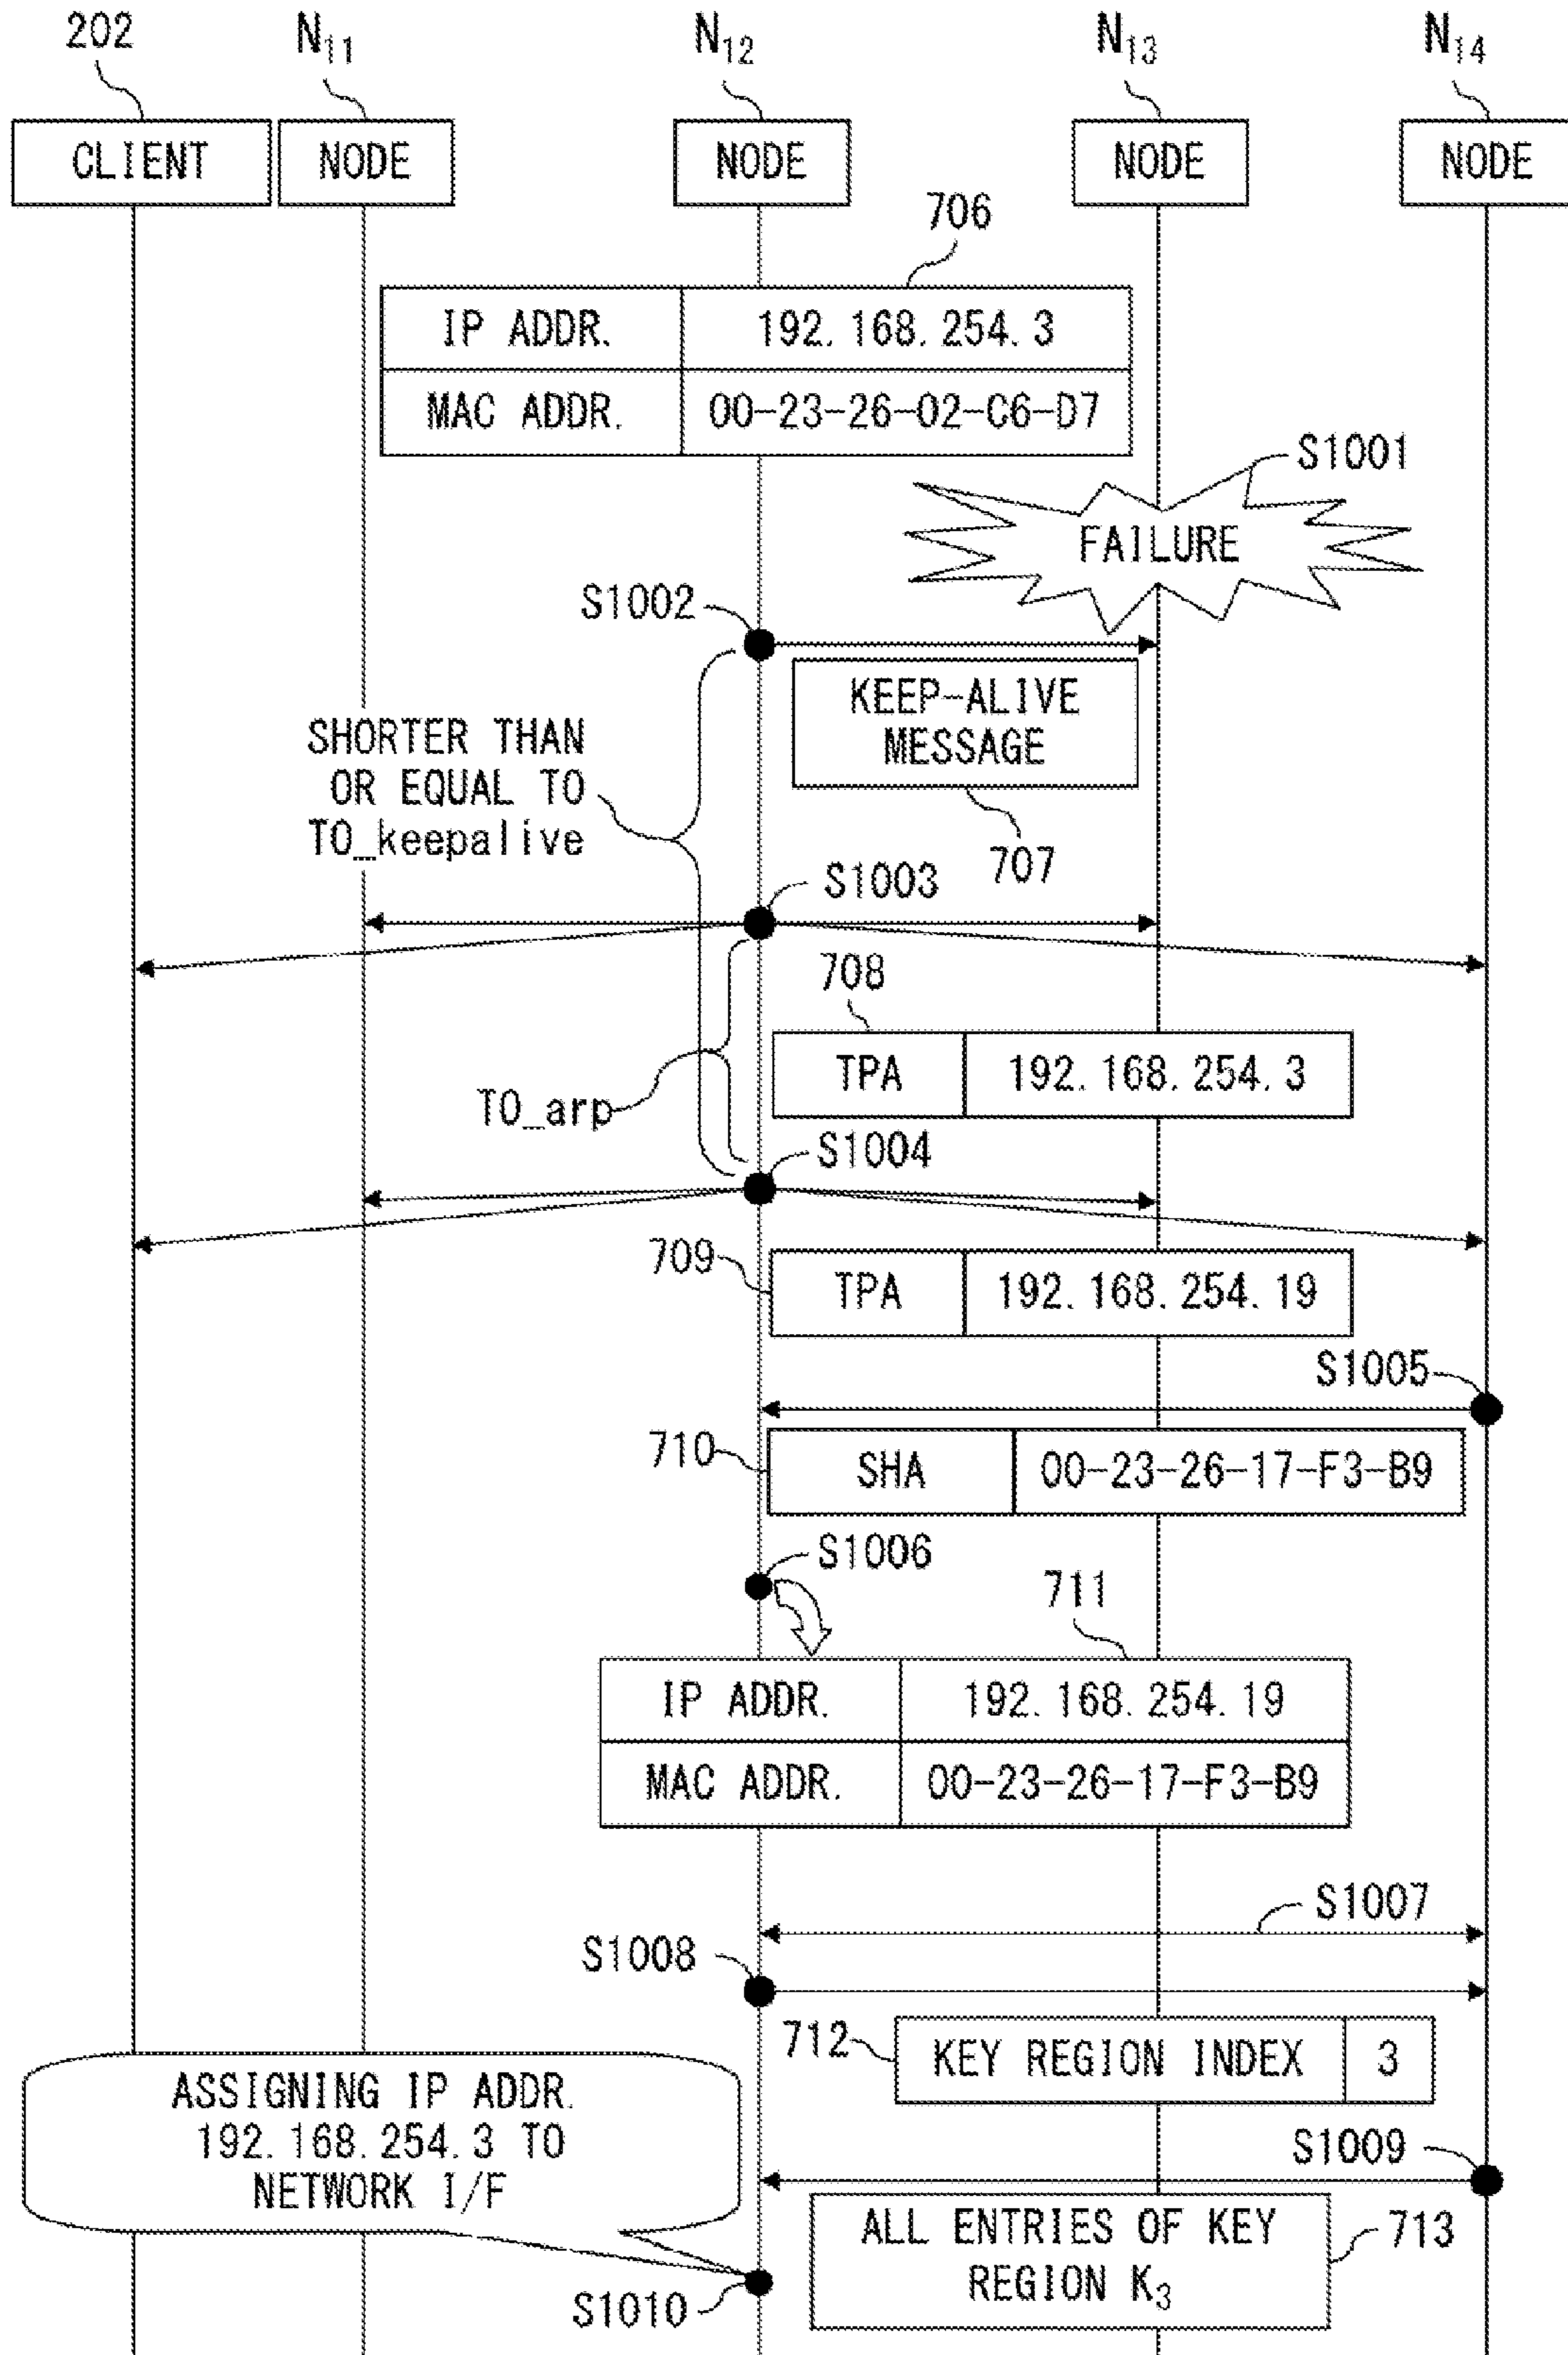 202
N11
N12
N13
N14
CLIENT
NODE
NODE
NODE
NODE
706
IP ADDR.
192.168.254.3
MAC ADDR.
00-23-26-02-C6-D7
S1001
FAILURE
S1002
KEEP-ALIVE
MESSAGE
707
SHORTER THAN
OR EQUAL TO
TO_keepalive
S1003
708
TPA
192.168.254.3
TO_arp
S1004
709
TPA
192.168.254.19
S1005
710
SHA
00-23-26-17-F3-B9
S1006
711
IP ADDR.
192.168.254.19
MAC ADDR.
00-23-26-17-F3-B9
S1007
S1008
712
KEY REGION INDEX
3
ASSIGNING IP ADDR.
192.168.254.3 TO
NETWORK I/F
S1009
ALL ENTRIES OF KEY
REGION K3
713
S1010